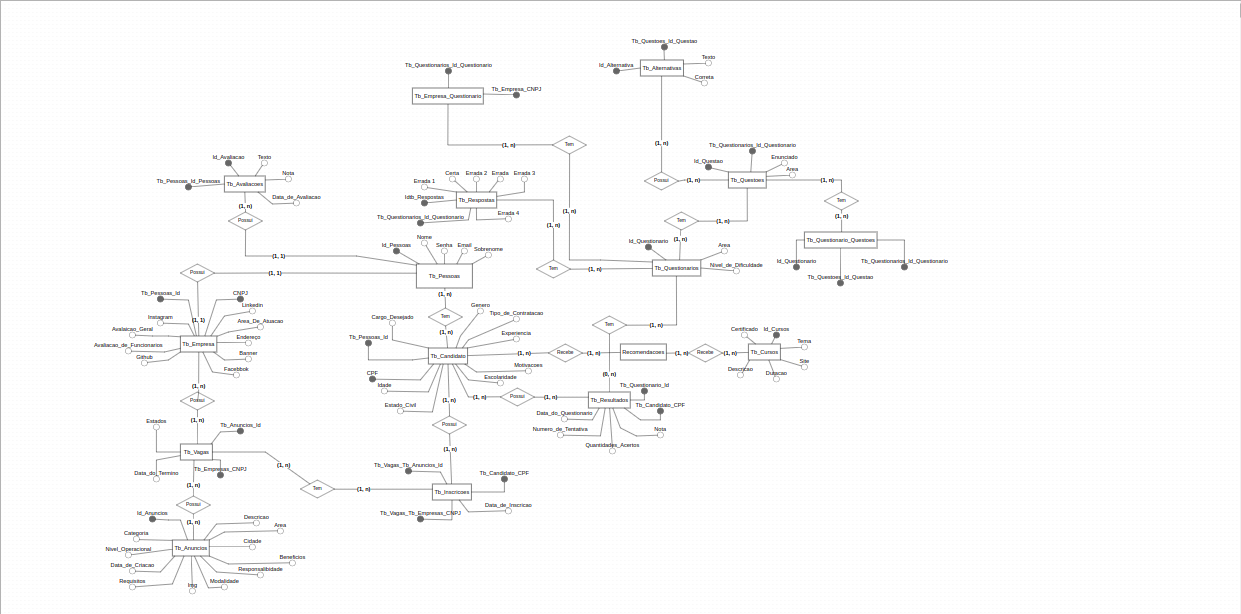 Tb_Questoes_Id_Questao
Id_Alternativa
Tb_Alternativas
Texto
Correta
Tb_Questionarios_Id_Questionario
Tb_Empresa_Questionario
Tb_Empresa_CNPJ
(1, n)
Tem
(1, n)
Tb_Questionarios_Id_Questionario
Id_Questao
Enunciado
Area
Possui
(1, n)
Tb_Questoes
(1, n)
Tem
(1, n)
Id_Avaliacao
Texto
Nota
Tb_Pessoas_Id_Pessoas
Tb_Avaliacoes
Data_de_Avaliacao
(1, n)
Possui
(1, 1)
Certa
Errada 2
Errada
Errada 3
Errada 1
Idtb_Respostas
Tb_Respostas
Errada 4
Tb_Questionarios_Id_Questionario
(1, n)
(1, n)
Tem
(1, n)
Tem
(1, n)
(1, n)
Id_Questionario
Tb_Questionarios
Area
Nivel_de_Dificuldade
Tb_Questionario_Questoes
Id_Questionario
Tb_Questoes_Id_Questao
Tb_Questionarios_Id_Questionario
Nome
Id_Pessoas
Senha
Email
Sobrenome
Tb_Pessoas
(1, n)
Possui
(1, 1)
Tb_Pessoas_Id
CNPJ
Linkedin
Instagram
(1, 1)
Area_De_Atuacao
Avalaicao_Geral
Endereço
Avaliacao_de_Funcionarios
Tb_Empresa
Banner
Github
Facebbok
(1, n)
Possui
(1, n)
Tem
(1, n)
Genero
Cargo_Desejado
Tipo_de_Contratacao
Tb_Pessoas_Id
Experiencia
Tb_Candidato
Motivacoes
Escolaridade
CPF
Idade
Estado_Civil
(1, n)
Recebe
(1, n)
Recomendacoes
(1, n)
Recebe
(1, n)
Tem
(1, n)
(0, n)
Certificado
Id_Cursos
Tema
Tb_Cursos
Site
Descricao
Duracao
(1, n)
Possui
(1, n)
Tb_Resultados
Tb_Questionario_Id
Tb_Candidato_CPF
Data_do_Questionario
Numero_de_Tentativa
Nota
Quantidades_Acertos
(1, n)
Possui
(1, n)
Estados
Tb_Anuncios_Id
Tb_Vagas
Data_do_Termino
Tb_Empresas_CNPJ
(1, n)
Tem
(1, n)
Tb_Vagas_Tb_Anuncios_Id
Tb_Candidato_CPF
Tb_Inscricoes
Data_de_Inscricao
Tb_Vagas_Tb_Empresas_CNPJ
(1, n)
Possui
(1, n)
Id_Anuncios
Descricao
Area
Categoria
Cidade
Nivel_Operacional
Tb_Anuncios
Beneficios
Data_de_Criacao
Responsalibidade
Requisitos
Img
Modalidade